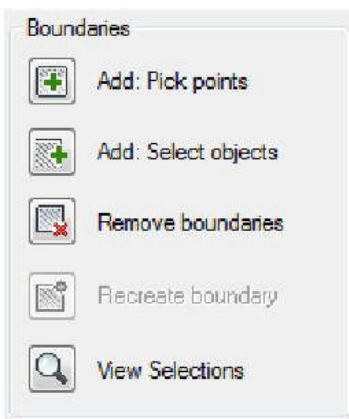 Boundaries
Add: Pick points
Add: Select objects
Remove boundaries
Recreate boundary
View Selections